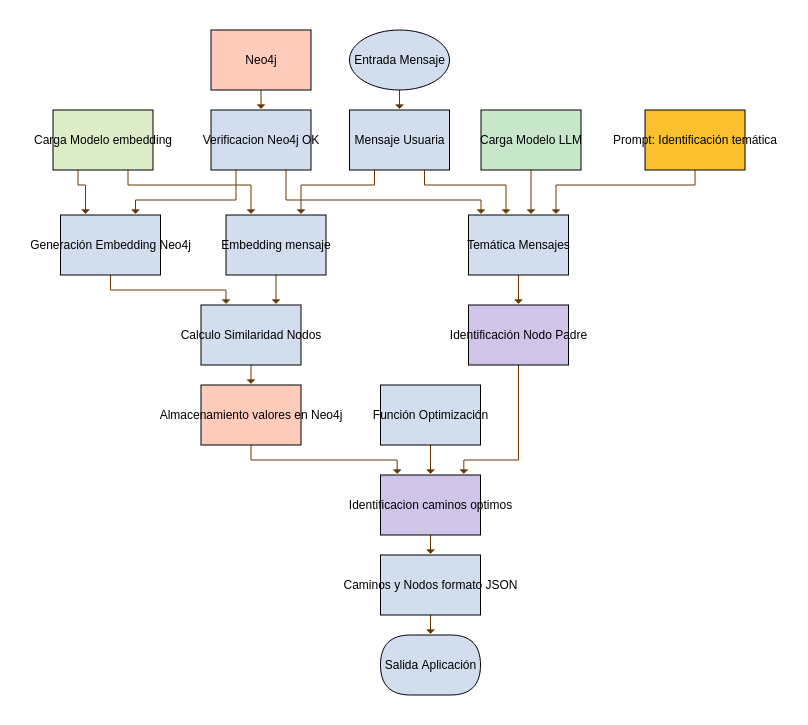 Neo4j
Entrada Mensaje
Carga Modelo embedding
Verificacion Neo4j OK
Mensaje Usuaria
Carga Modelo LLM
Prompt: Identificación temática
Generación Embedding Neo4j
Embedding mensaje
Temática Mensajes
Calculo Similaridad Nodos
Identificación Nodo Padre
Almacenamiento valores en Neo4j
Función Optimización
Identificacion caminos optimos
Caminos y Nodos formato JSON
Salida Aplicación